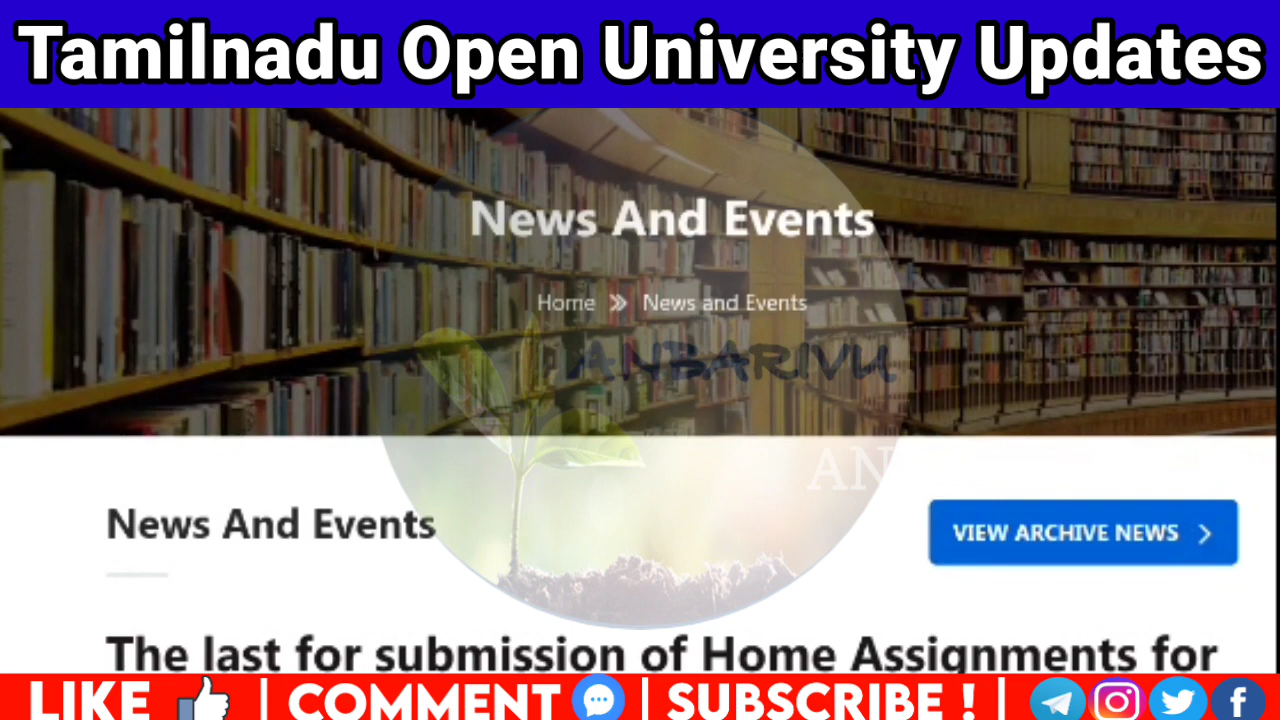 Tamilnadu Open University Updates
News And Events
Home » News and Events
ANBARIVU
AN
News And Events
VIEW ARCHIVE NEWS >
The last for submission of Home Assignments for
LIKE | COMMENT | SUBSCRIBE ! |